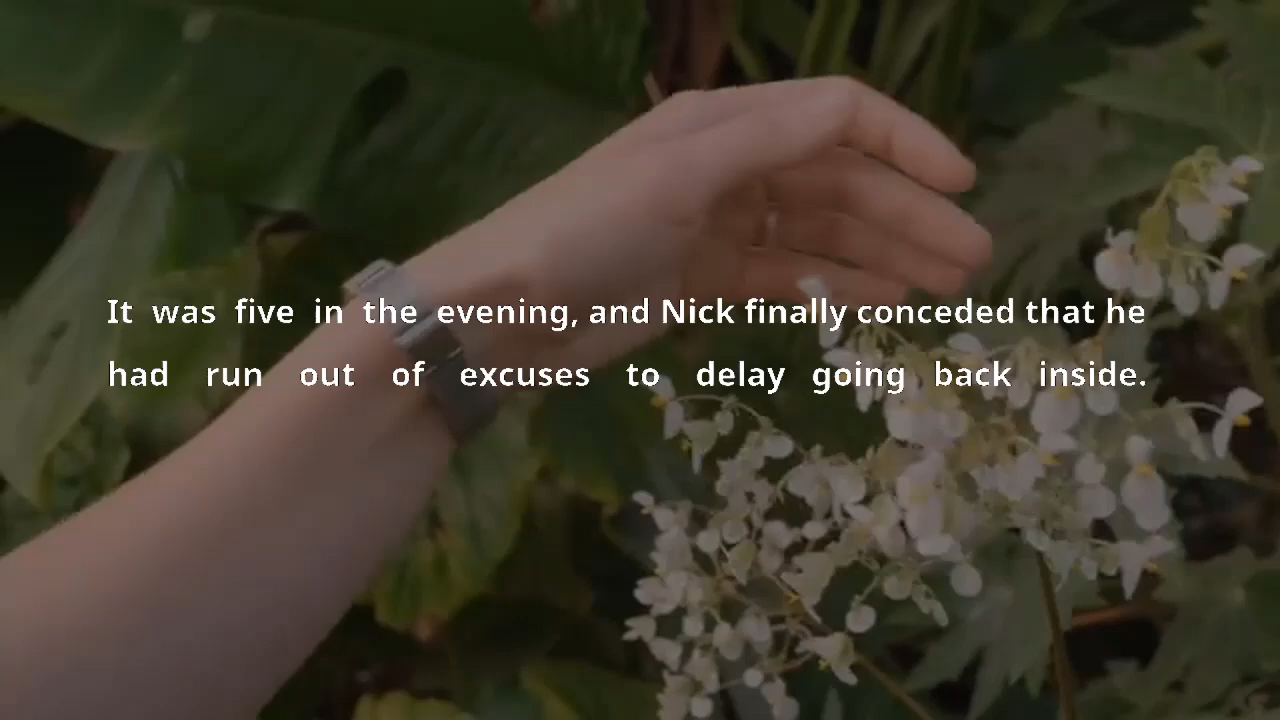 It was five in the evening, and Nick finally conceded that he
had run out of excuses to delay going back inside.